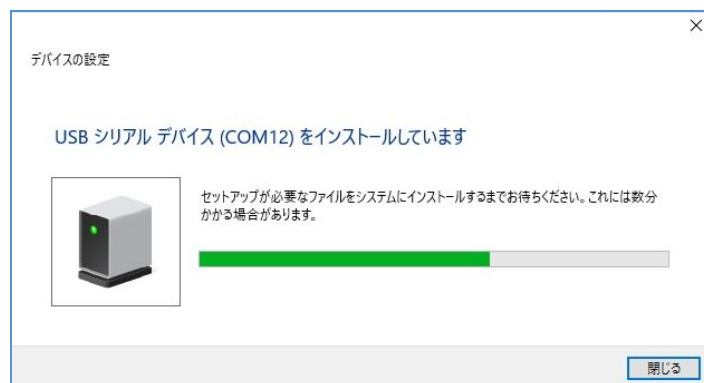 デバイスの設定
USB シリアル デバイス (COM12) をインストールしています
セットアップが必要なファイルをシステムにインストールするまでお待ちください。これには数分
かかる場合があります。
閉じる